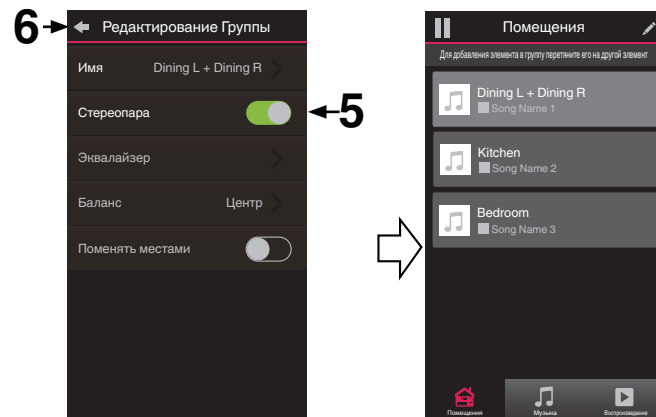 6
Редактирование Группы
Имя Dining L + Dining R
Стереопара
5
Эквалайзер
Баланс Центр
Поменять местами
Помещения
Для добавления элемента в группу перетяните его на другой элемент
Dining L + Dining R
Song Name 1
Kitchen
Song Name 2
Bedroom
Song Name 3
Помещения Музыка Воспроизведение